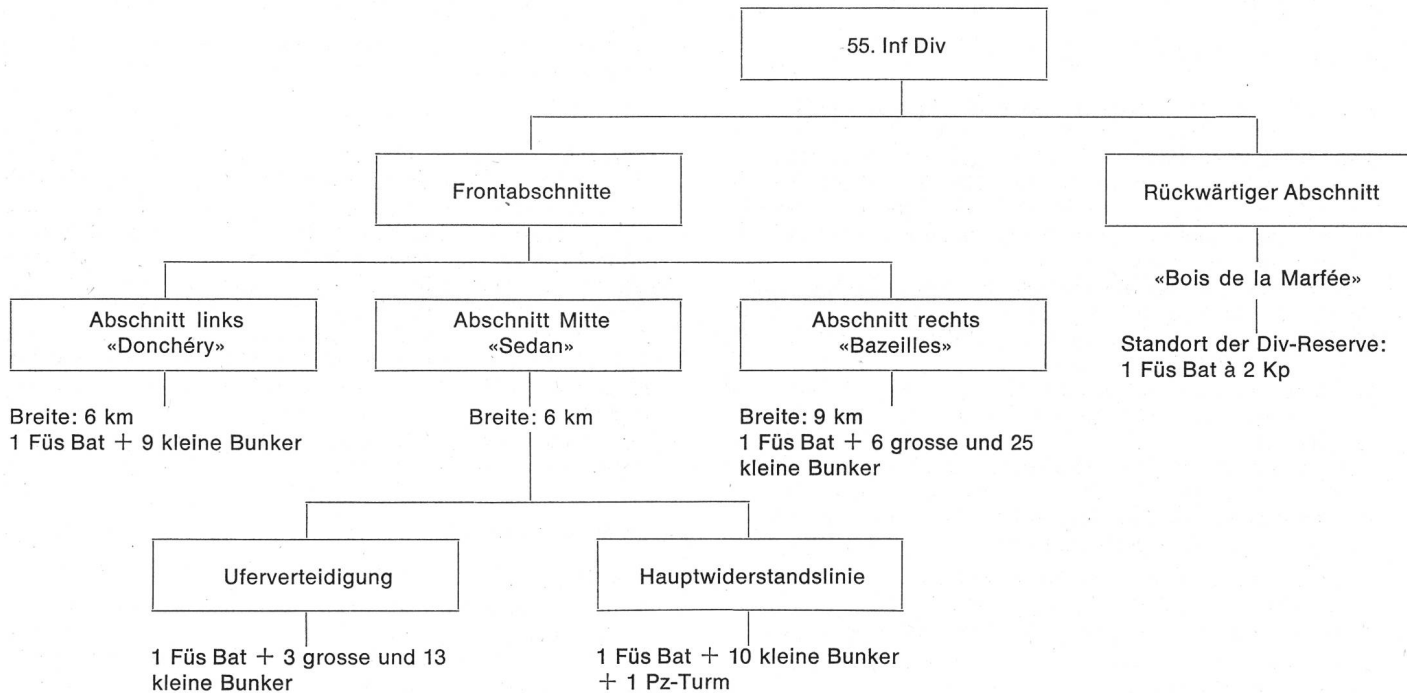 55. Inf Div
Frontabschnitte
Rückwärtiger Abschnitt
«Bois de la Marfée»
Standort der Div-Reserve:
1 Füs Bat à 2 Kp
Abschnitt links
«Donchéry»
Breite: 6 km
1 Füs Bat + 9 kleine Bunker
Abschnitt Mitte
«Sedan»
Breite: 6 km
Abschnitt rechts
«Bazeilles»
Breite: 9 km
1 Füs Bat + 6 grosse und 25
kleine Bunker
Uferverteidigung
1 Füs Bat + 3 grosse und 13
kleine Bunker
Hauptwiderstandslinie
1 Füs Bat + 10 kleine Bunker
+ 1 Pz-Turm